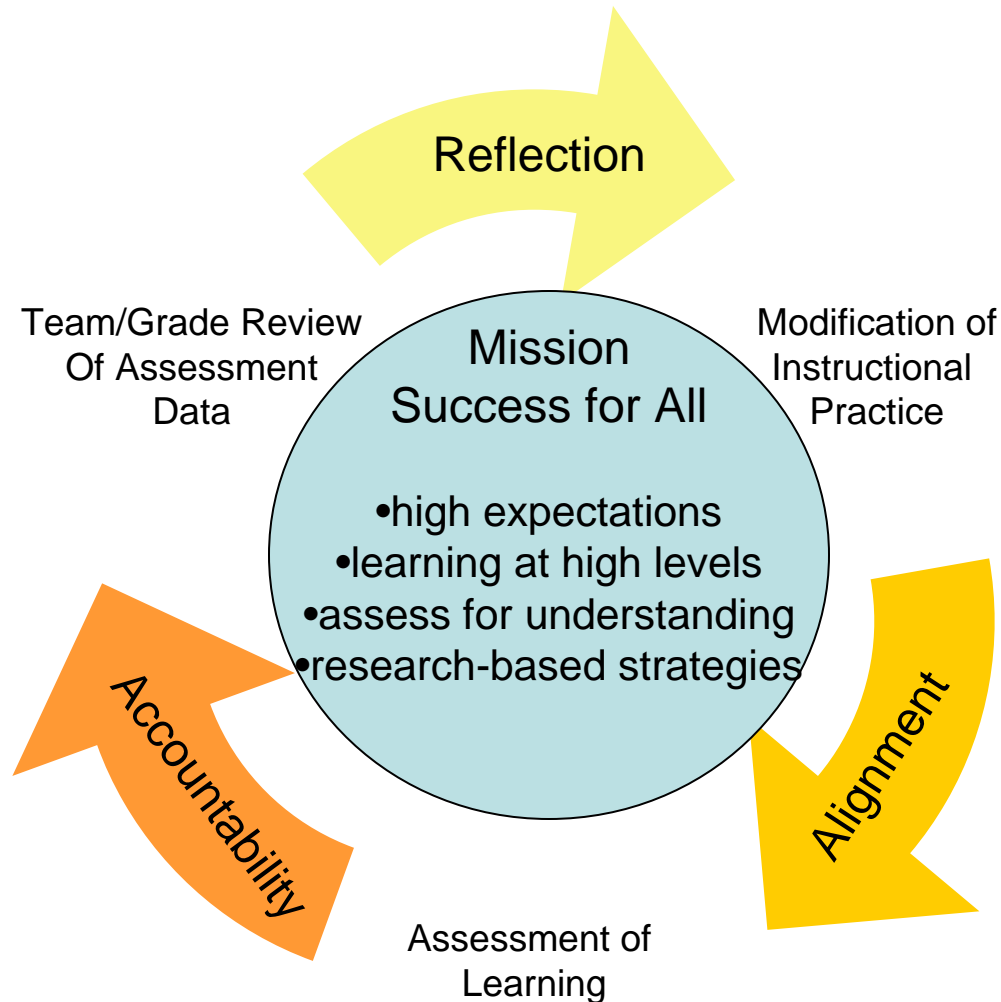 Reflection
Team/Grade Review
Of Assessment
Data
Mission
Success for All
•high expectations
•learning at high levels
•assess for understanding
•research-based strategies
Modification of
Instructional
Practice
Alignment
Accountability
Assessment of
Learning